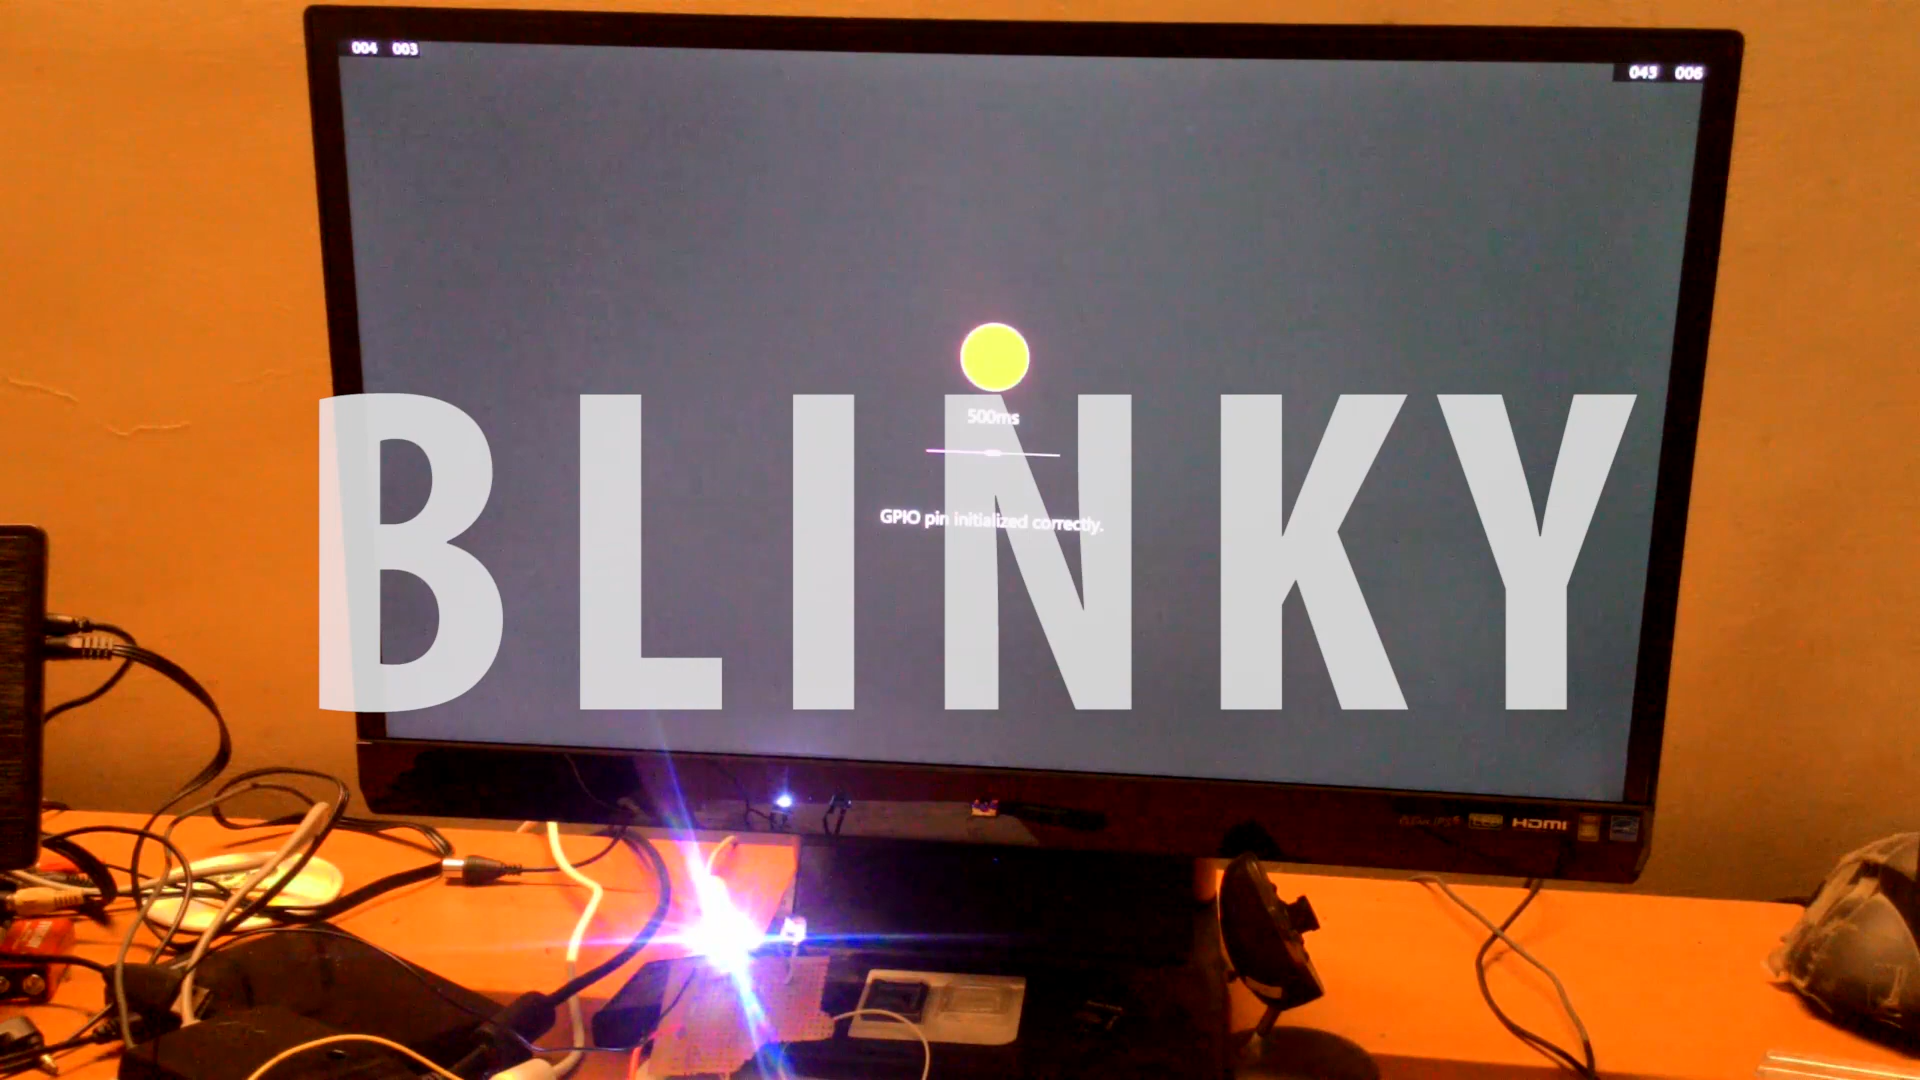 004 003
045 006
500ms
BLINKY
GPIO pin initialized correctly.
HDMI